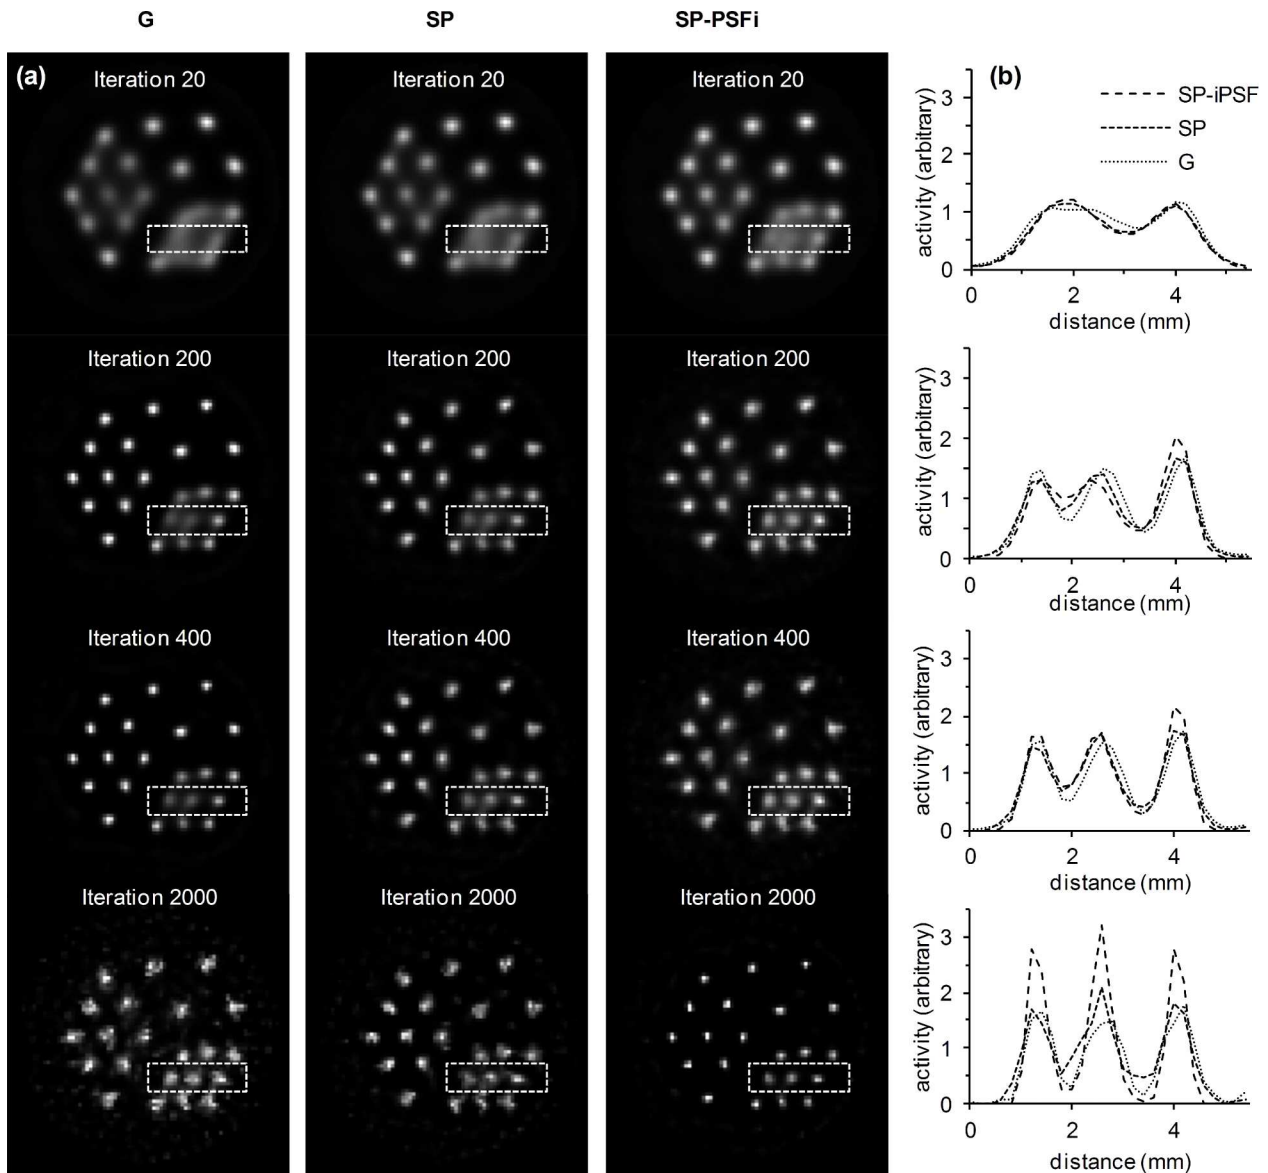 G SP SP-PSFi
(a) Iteration 20 Iteration 20 Iteration 20
Iteration 200 Iteration 200 Iteration 200
Iteration 400 Iteration 400 Iteration 400
Iteration 2000 Iteration 2000 Iteration 2000
(b)
SP-iPSF
SP
G
activity (arbitrary)
3
2
1
0
0 2 4
distance (mm)
activity (arbitrary)
3
2
1
0
0 2 4
distance (mm)
activity (arbitrary)
3
2
1
0
0 2 4
distance (mm)
activity (arbitrary)
3
2
1
0
0 2 4
distance (mm)